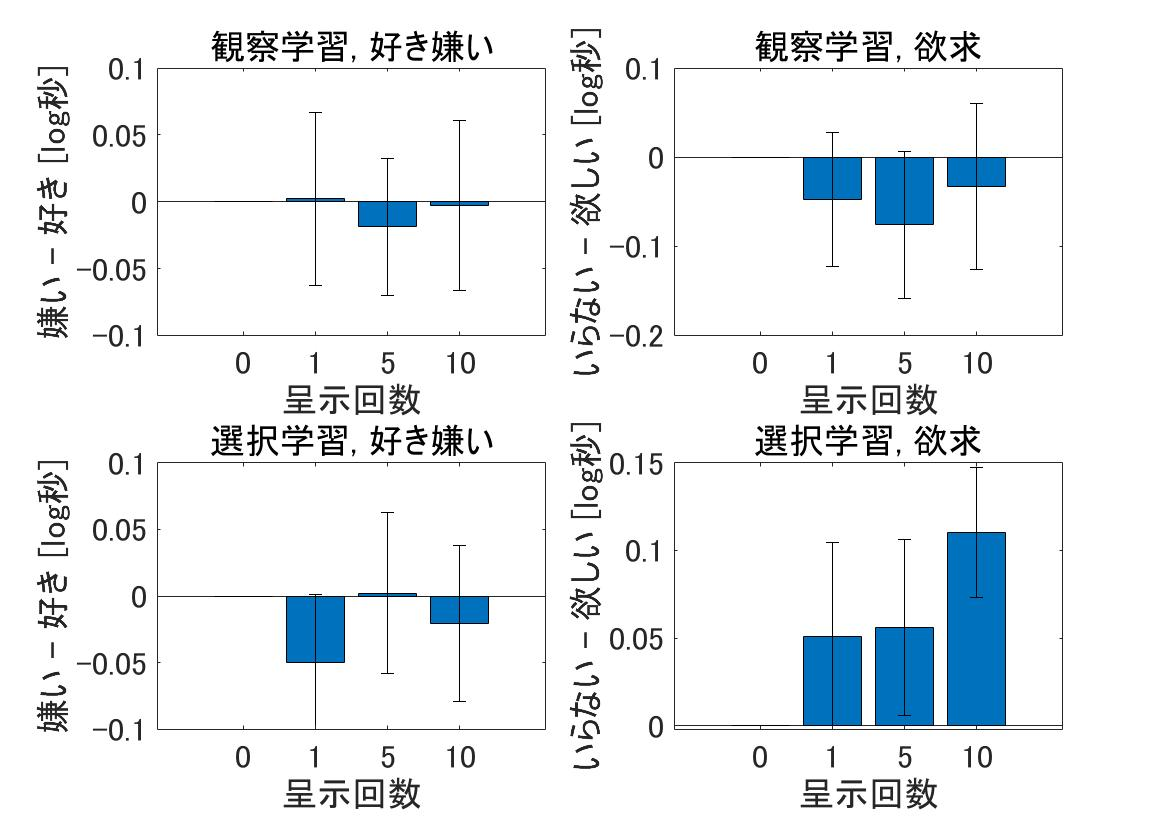 観察学習, 好き嫌い
嫌い − 好き [log秒]
0.1
0.05
0
−0.05
−0.1
0 1 5 10
呈示回数
観察学習, 欲求
いらない − 欲しい [log秒]
0.1
0
−0.1
−0.2
0 1 5 10
呈示回数
選択学習, 好き嫌い
嫌い − 好き [log秒]
0.1
0.05
0
−0.05
−0.1
0 1 5 10
呈示回数
選択学習, 欲求
いらない − 欲しい [log秒]
0.15
0.1
0.05
0
0 1 5 10
呈示回数